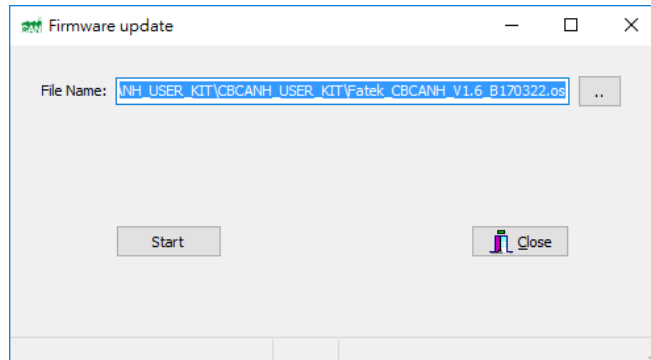 Firmware update
File Name: \NH_USER_KIT\CBCANH_USER_KIT\Fatek_CBCANH_V1.6_B170322.os ..
Start Close